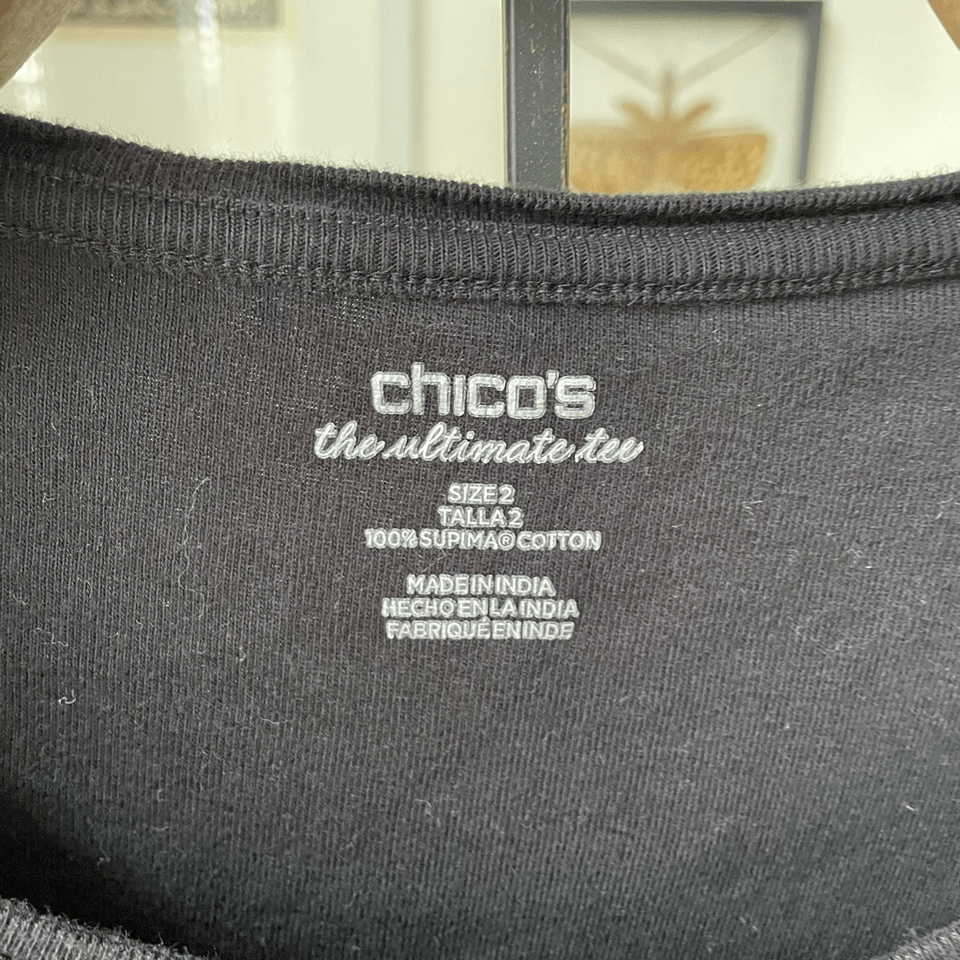 chico's
the ultimate tee
SIZE 2
TALLA 2
100% SUPIMA® COTTON
MADE IN INDIA
HECHO EN LA INDIA
FABRIQUÉ EN INDE